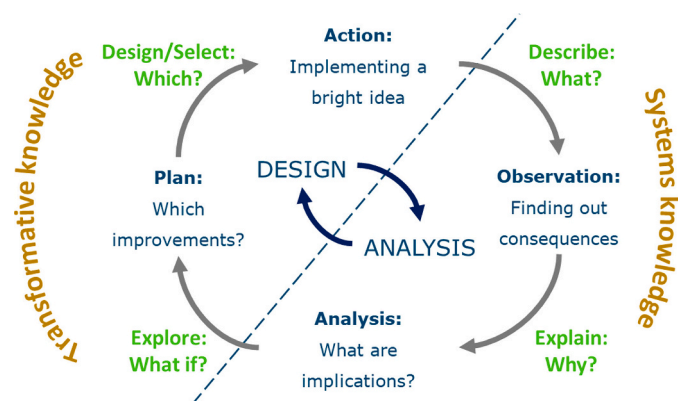 Transformative knowledge
Design/Select:
Which?
Action:
Implementing a
bright idea
Describe:
What?
Systems knowledge
Plan:
Which
improvements?
DESIGN
ANALYSIS
Observation:
Finding out
consequences
Explore:
What if?
Analysis:
What are
implications?
Explain:
Why?